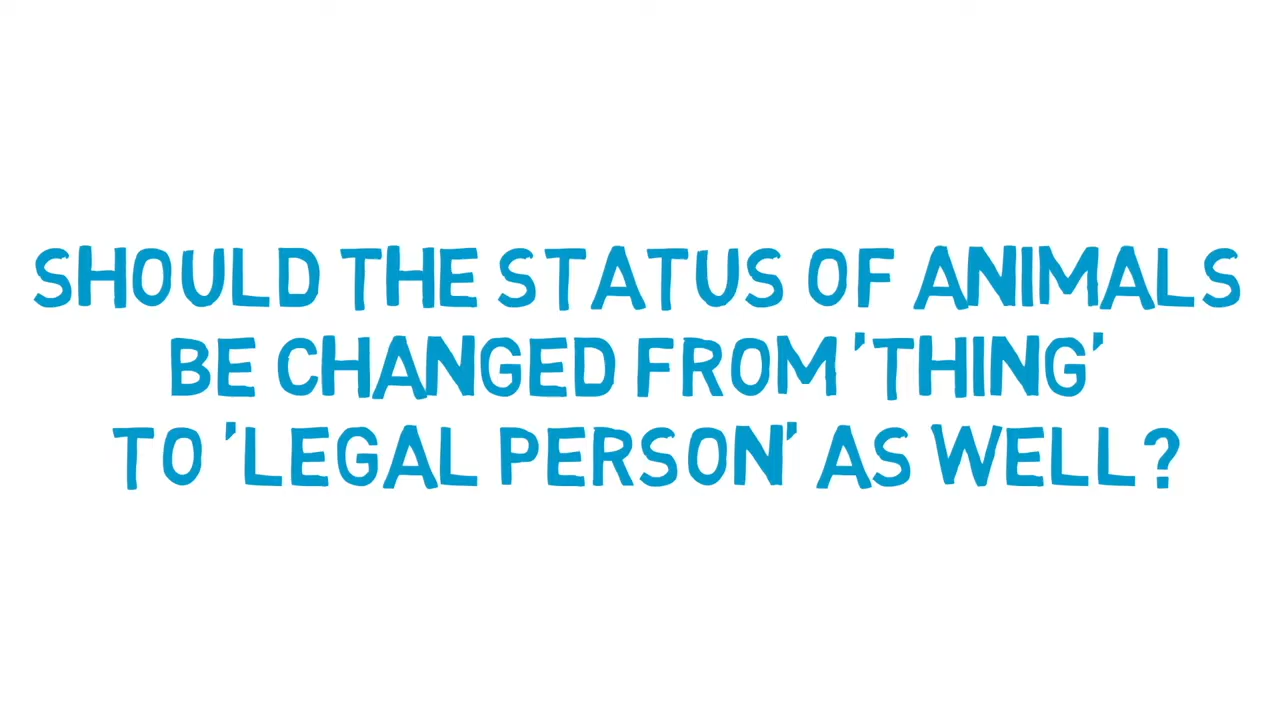 SHOULD THE STATUS OF ANIMALS
BE CHANGED FROM 'THING'
TO 'LEGAL PERSON' AS WELL?